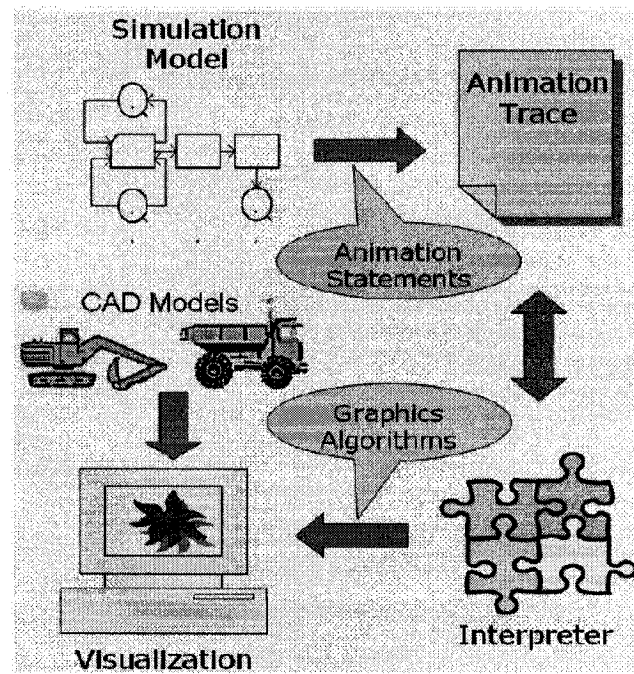 Simulation
Model
Animation
Trace
Animation
Statements
CAD Models
Graphics
Algorithms
Interpreter
Visualization